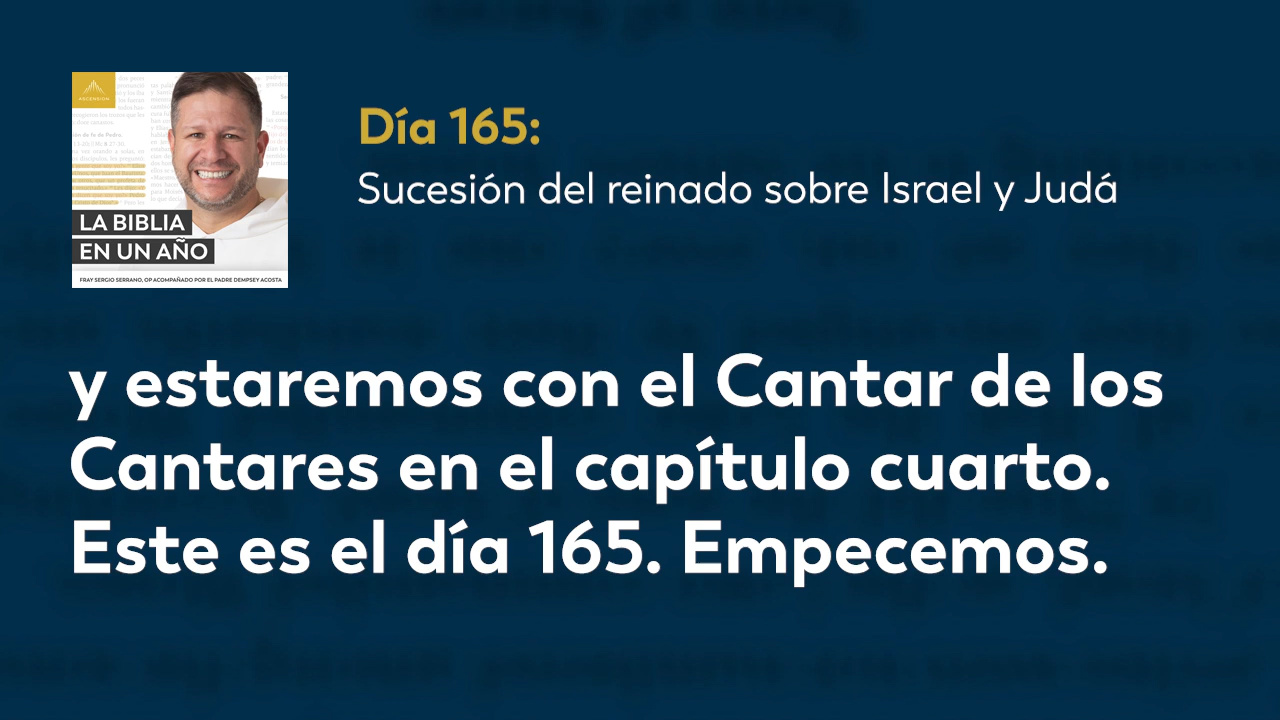 ASCENSION
LA BIBLIA
EN UN AÑO
FRAY SERGIO SERRANO, OP ACOMPAÑADO POR EL PADRE DEMPSEY ACOSTA
Día 165:
Sucesión del reinado sobre Israel y Judá
y estaremos con el Cantar de los
Cantares en el capítulo cuarto.
Este es el día 165. Empecemos.